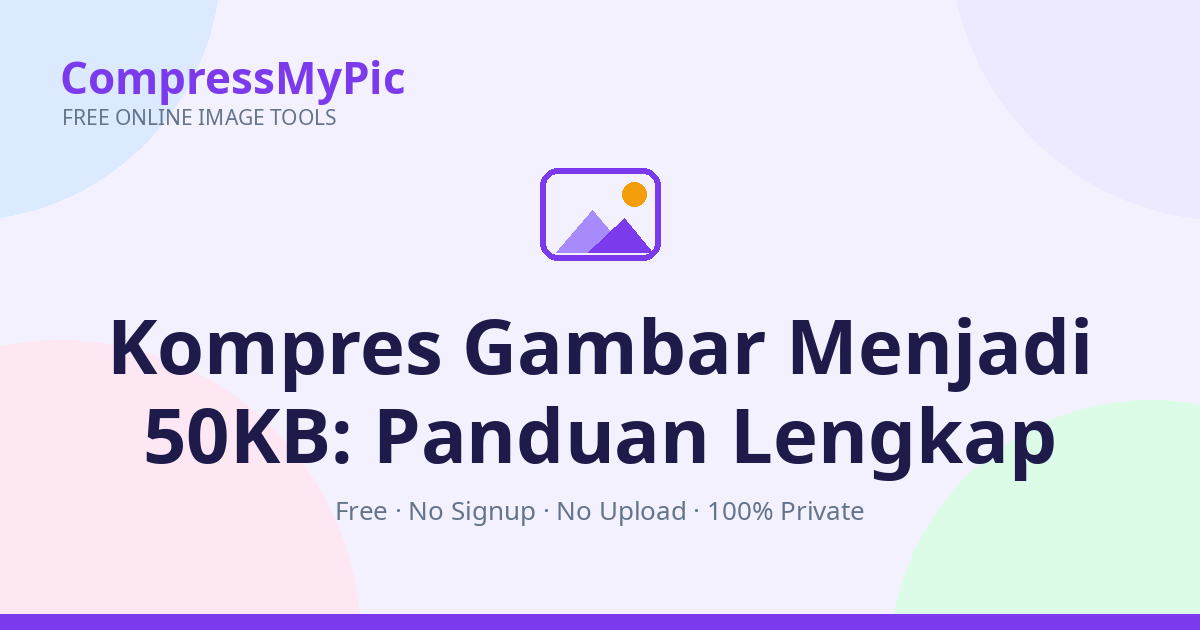 CompressMyPic
FREE ONLINE IMAGE TOOLS
Kompres Gambar Menjadi
50KB: Panduan Lengkap
Free · No Signup · No Upload · 100% Private